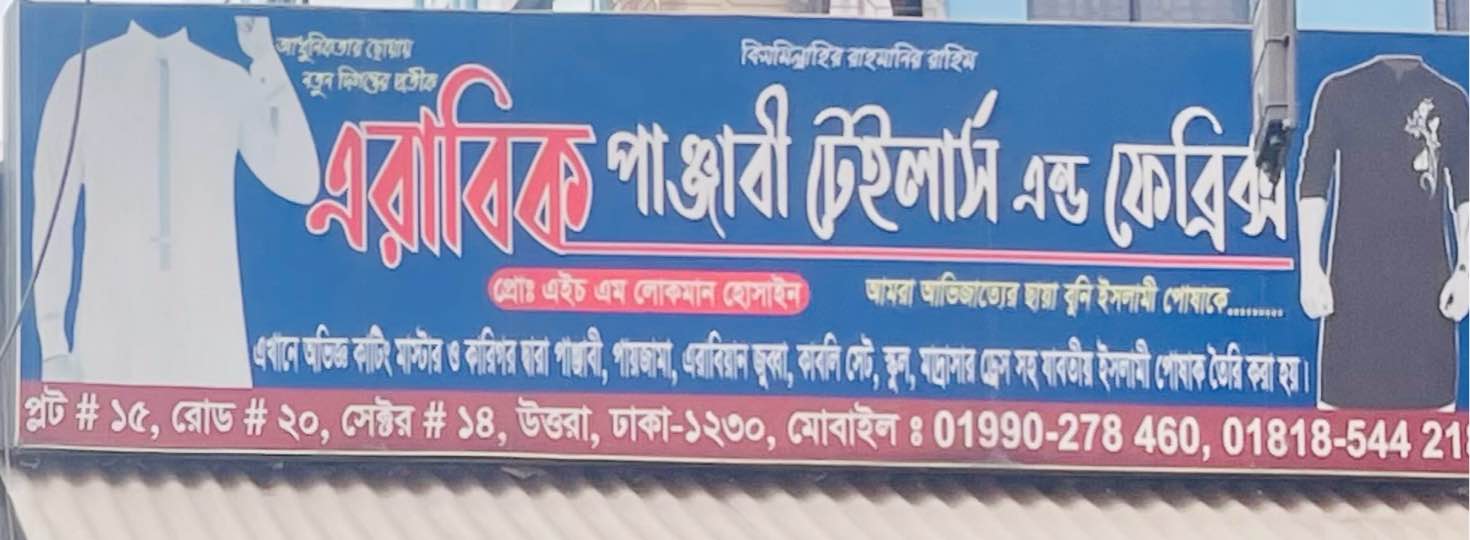 আধুনিকতার ছোয়ায়
নতুন দিগন্তের প্রতীক
বিসমিল্লাহির রাহমানির রাহিম
এরাবিক পাঞ্জাবী টেইলার্স এন্ড ফেব্রিক্স
প্রোঃ এইচ এম লোকমান হোসাইন
আমরা আভিজাত্যের ছায়া বুনি ইসলামী পোষাকে.........
এখানে অভিজ্ঞ কাটিং মাস্টার ও কারিগর দ্বারা পাঞ্জাবী, পায়জামা, এরাবিয়ান জুব্বা, কাবলি সেট, স্কুল, মাদ্রাসার ড্রেস সহ যাবতীয় ইসলামী পোষাক তৈরি করা হয়।
প্লট # ১৫, রোড # ২০, সেক্টর # ১৪, উত্তরা, ঢাকা-১২৩০, মোবাইল ঃ 01990-278 460, 01818-544 21